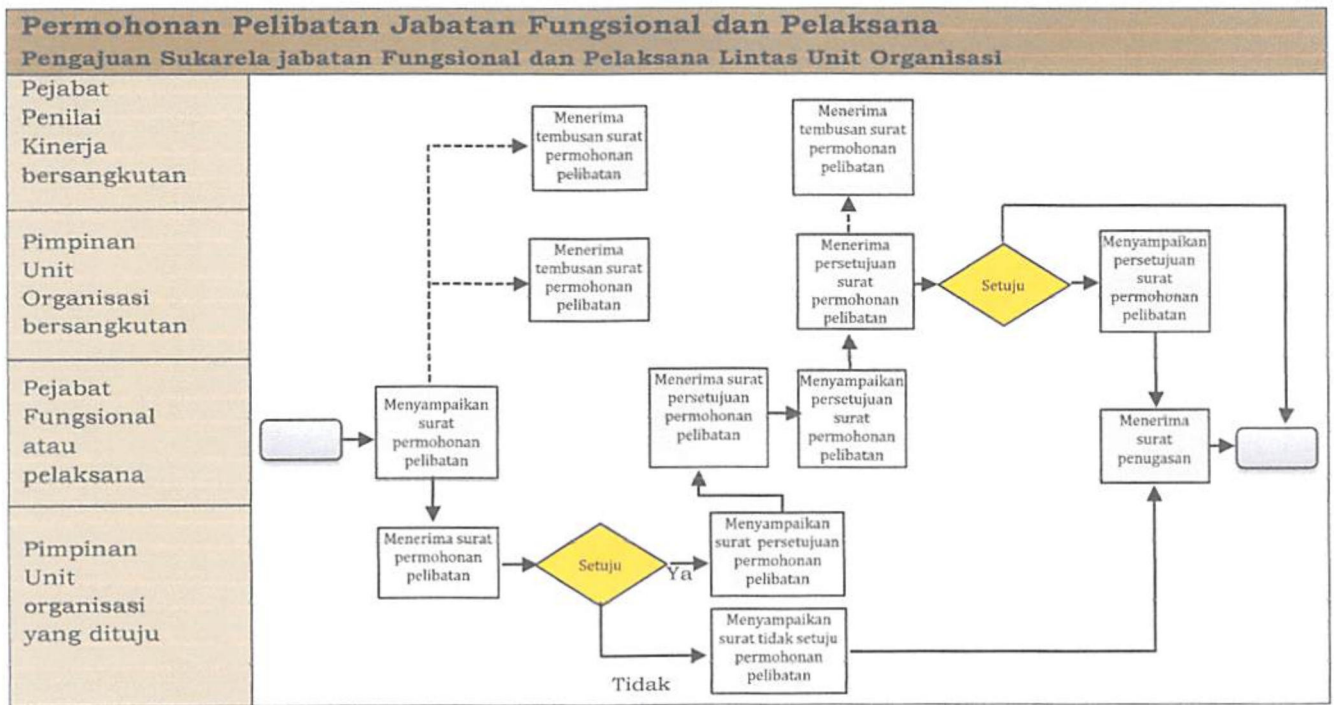 Permohonan Pelibatan Jabatan Fungsional dan Pelaksana
Pengajuan Sukarela jabatan Fungsional dan Pelaksana Lintas Unit Organisasi
Pejabat
Penilai
Kinerja
bersangkutan
Menerima
tembusan surat
permohonan
pelibatan
Menerima
tembusan surat
permohonan
pelibatan
Pimpinan
Unit
Organisasi
bersangkutan
Menerima
tembusan surat
permohonan
pelibatan
Menerima
persetujuan
surat
permohonan
pelibatan
Setuju
Menyampaikan
persetujuan
surat
permohonan
pelibatan
Pejabat
Fungsional
atau
pelaksana
Menyampaikan
surat
permohonan
pelibatan
Menerima surat
persetujuan
permohonan
pelibatan
Menyampaikan
persetujuan
surat
permohonan
pelibatan
Menerima
surat
penugasan
Pimpinan
Unit
organisasi
yang dituju
Menerima surat
permohonan
pelibatan
Setuju
Ya
Menyampaikan
surat persetujuan
permohonan
pelibatan
Tidak
Menyampaikan
surat tidak setuju
permohonan
pelibatan